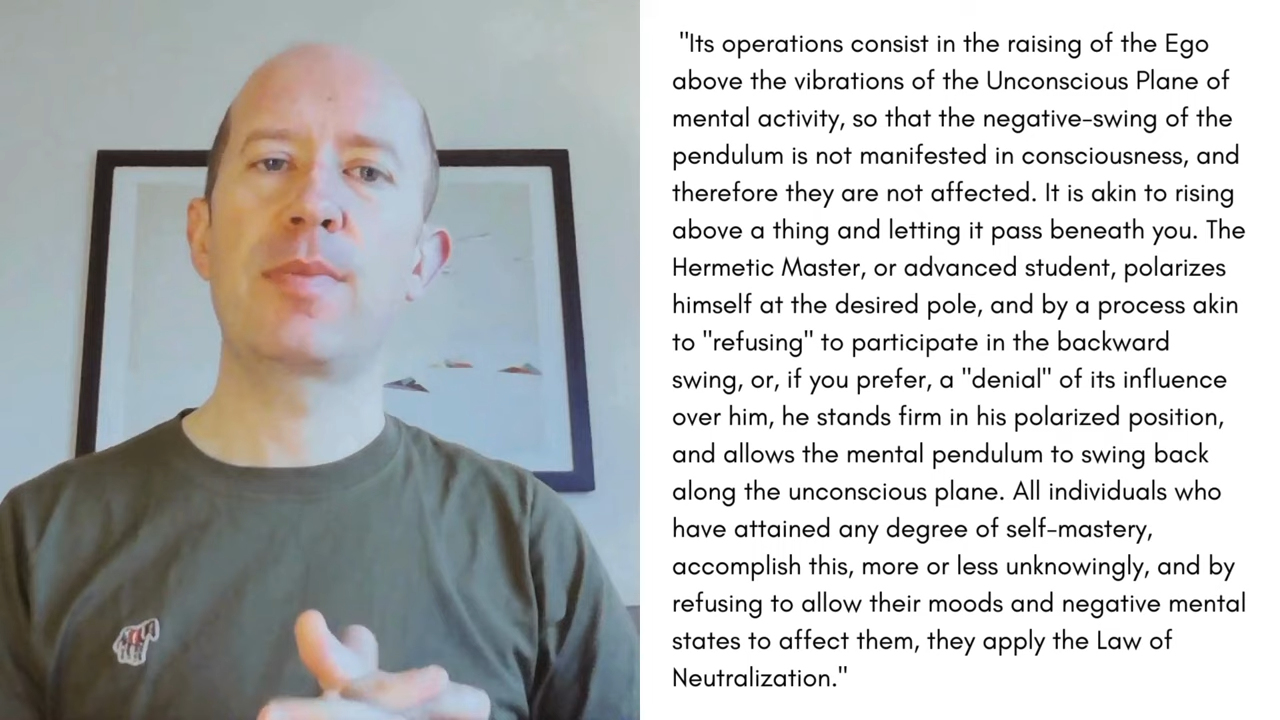 "Its operations consist in the raising of the Ego
above the vibrations of the Unconscious Plane of
mental activity, so that the negative-swing of the
pendulum is not manifested in consciousness, and
therefore they are not affected. It is akin to rising
above a thing and letting it pass beneath you. The
Hermetic Master, or advanced student, polarizes
himself at the desired pole, and by a process akin
to "refusing" to participate in the backward
swing, or, if you prefer, a "denial" of its influence
over him, he stands firm in his polarized position,
and allows the mental pendulum to swing back
along the unconscious plane. All individuals who
have attained any degree of self-mastery,
accomplish this, more or less unknowingly, and by
refusing to allow their moods and negative mental
states to affect them, they apply the Law of
Neutralization."